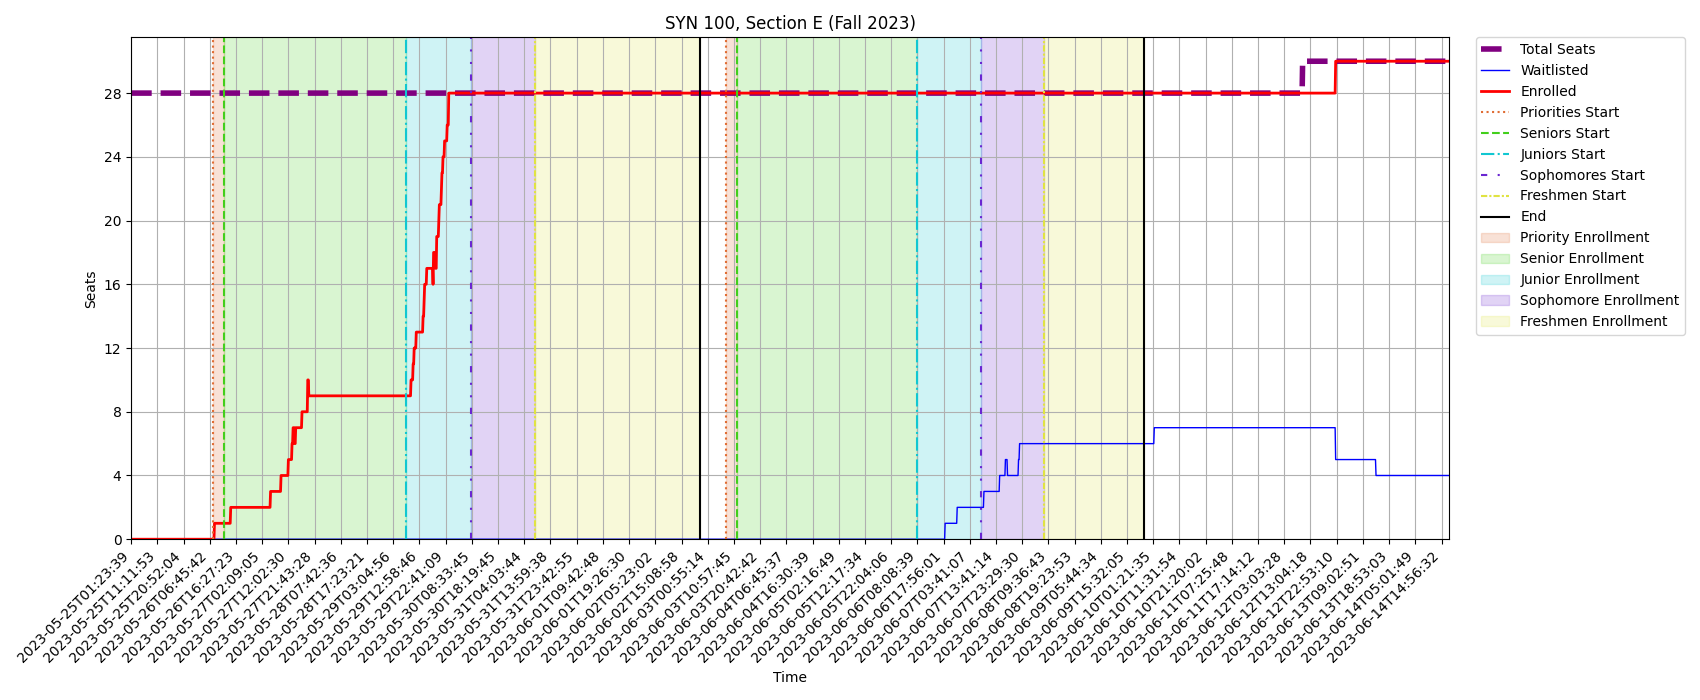 SYN 100, Section E (Fall 2023)
Total Seats
Waitlisted
Enrolled
Priorities Start
Seniors Start
Juniors Start
Sophomores Start
Freshmen Start
End
Priority Enrollment
Senior Enrollment
Junior Enrollment
Sophomore Enrollment
Freshmen Enrollment
Seats
28
24
20
16
12
8
4
0
2023-05-25T01:23:39
2023-05-25T11:11:53
2023-05-25T20:52:04
2023-05-26T06:45:42
2023-05-26T16:27:23
2023-05-27T02:09:05
2023-05-27T12:02:30
2023-05-27T21:43:28
2023-05-28T07:42:36
2023-05-28T17:23:21
2023-05-29T03:04:56
2023-05-29T12:58:46
2023-05-29T22:41:09
2023-05-30T08:33:45
2023-05-30T18:19:45
2023-05-31T04:03:44
2023-05-31T13:59:38
2023-05-31T23:42:55
2023-06-01T09:42:48
2023-06-01T19:26:30
2023-06-02T05:23:02
2023-06-02T15:08:58
2023-06-03T00:55:14
2023-06-03T10:57:45
2023-06-03T20:42:42
2023-06-04T06:45:37
2023-06-04T16:30:39
2023-06-05T02:16:49
2023-06-05T12:17:34
2023-06-05T22:04:06
2023-06-06T08:08:39
2023-06-06T17:56:01
2023-06-07T03:41:07
2023-06-07T13:41:14
2023-06-07T23:29:30
2023-06-08T09:36:43
2023-06-08T19:23:53
2023-06-09T05:44:34
2023-06-09T15:32:05
2023-06-10T01:21:35
2023-06-10T11:31:54
2023-06-10T21:20:02
2023-06-11T07:25:48
2023-06-11T17:14:12
2023-06-12T03:03:28
2023-06-12T13:04:18
2023-06-12T22:53:10
2023-06-13T09:02:51
2023-06-13T18:53:03
2023-06-14T05:01:49
2023-06-14T14:56:32
Time